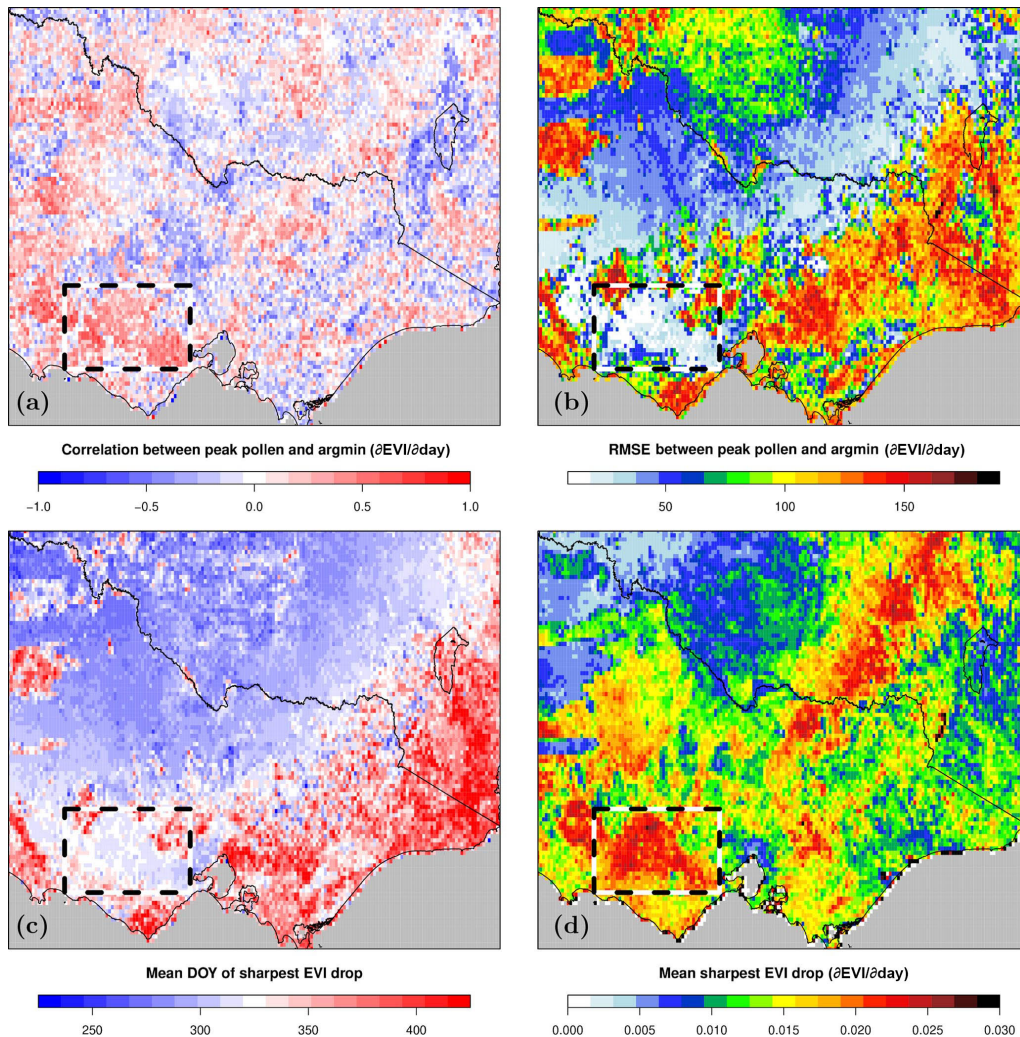 (a)
(b)
Correlation between peak pollen and argmin (∂EVI/∂day)
RMSE between peak pollen and argmin (∂EVI/∂day)
−1.0 −0.5 0.0 0.5 1.0
50 100 150
(c)
(d)
Mean DOY of sharpest EVI drop
Mean sharpest EVI drop (∂EVI/∂day)
250 300 350 400
0.000 0.005 0.010 0.015 0.020 0.025 0.030